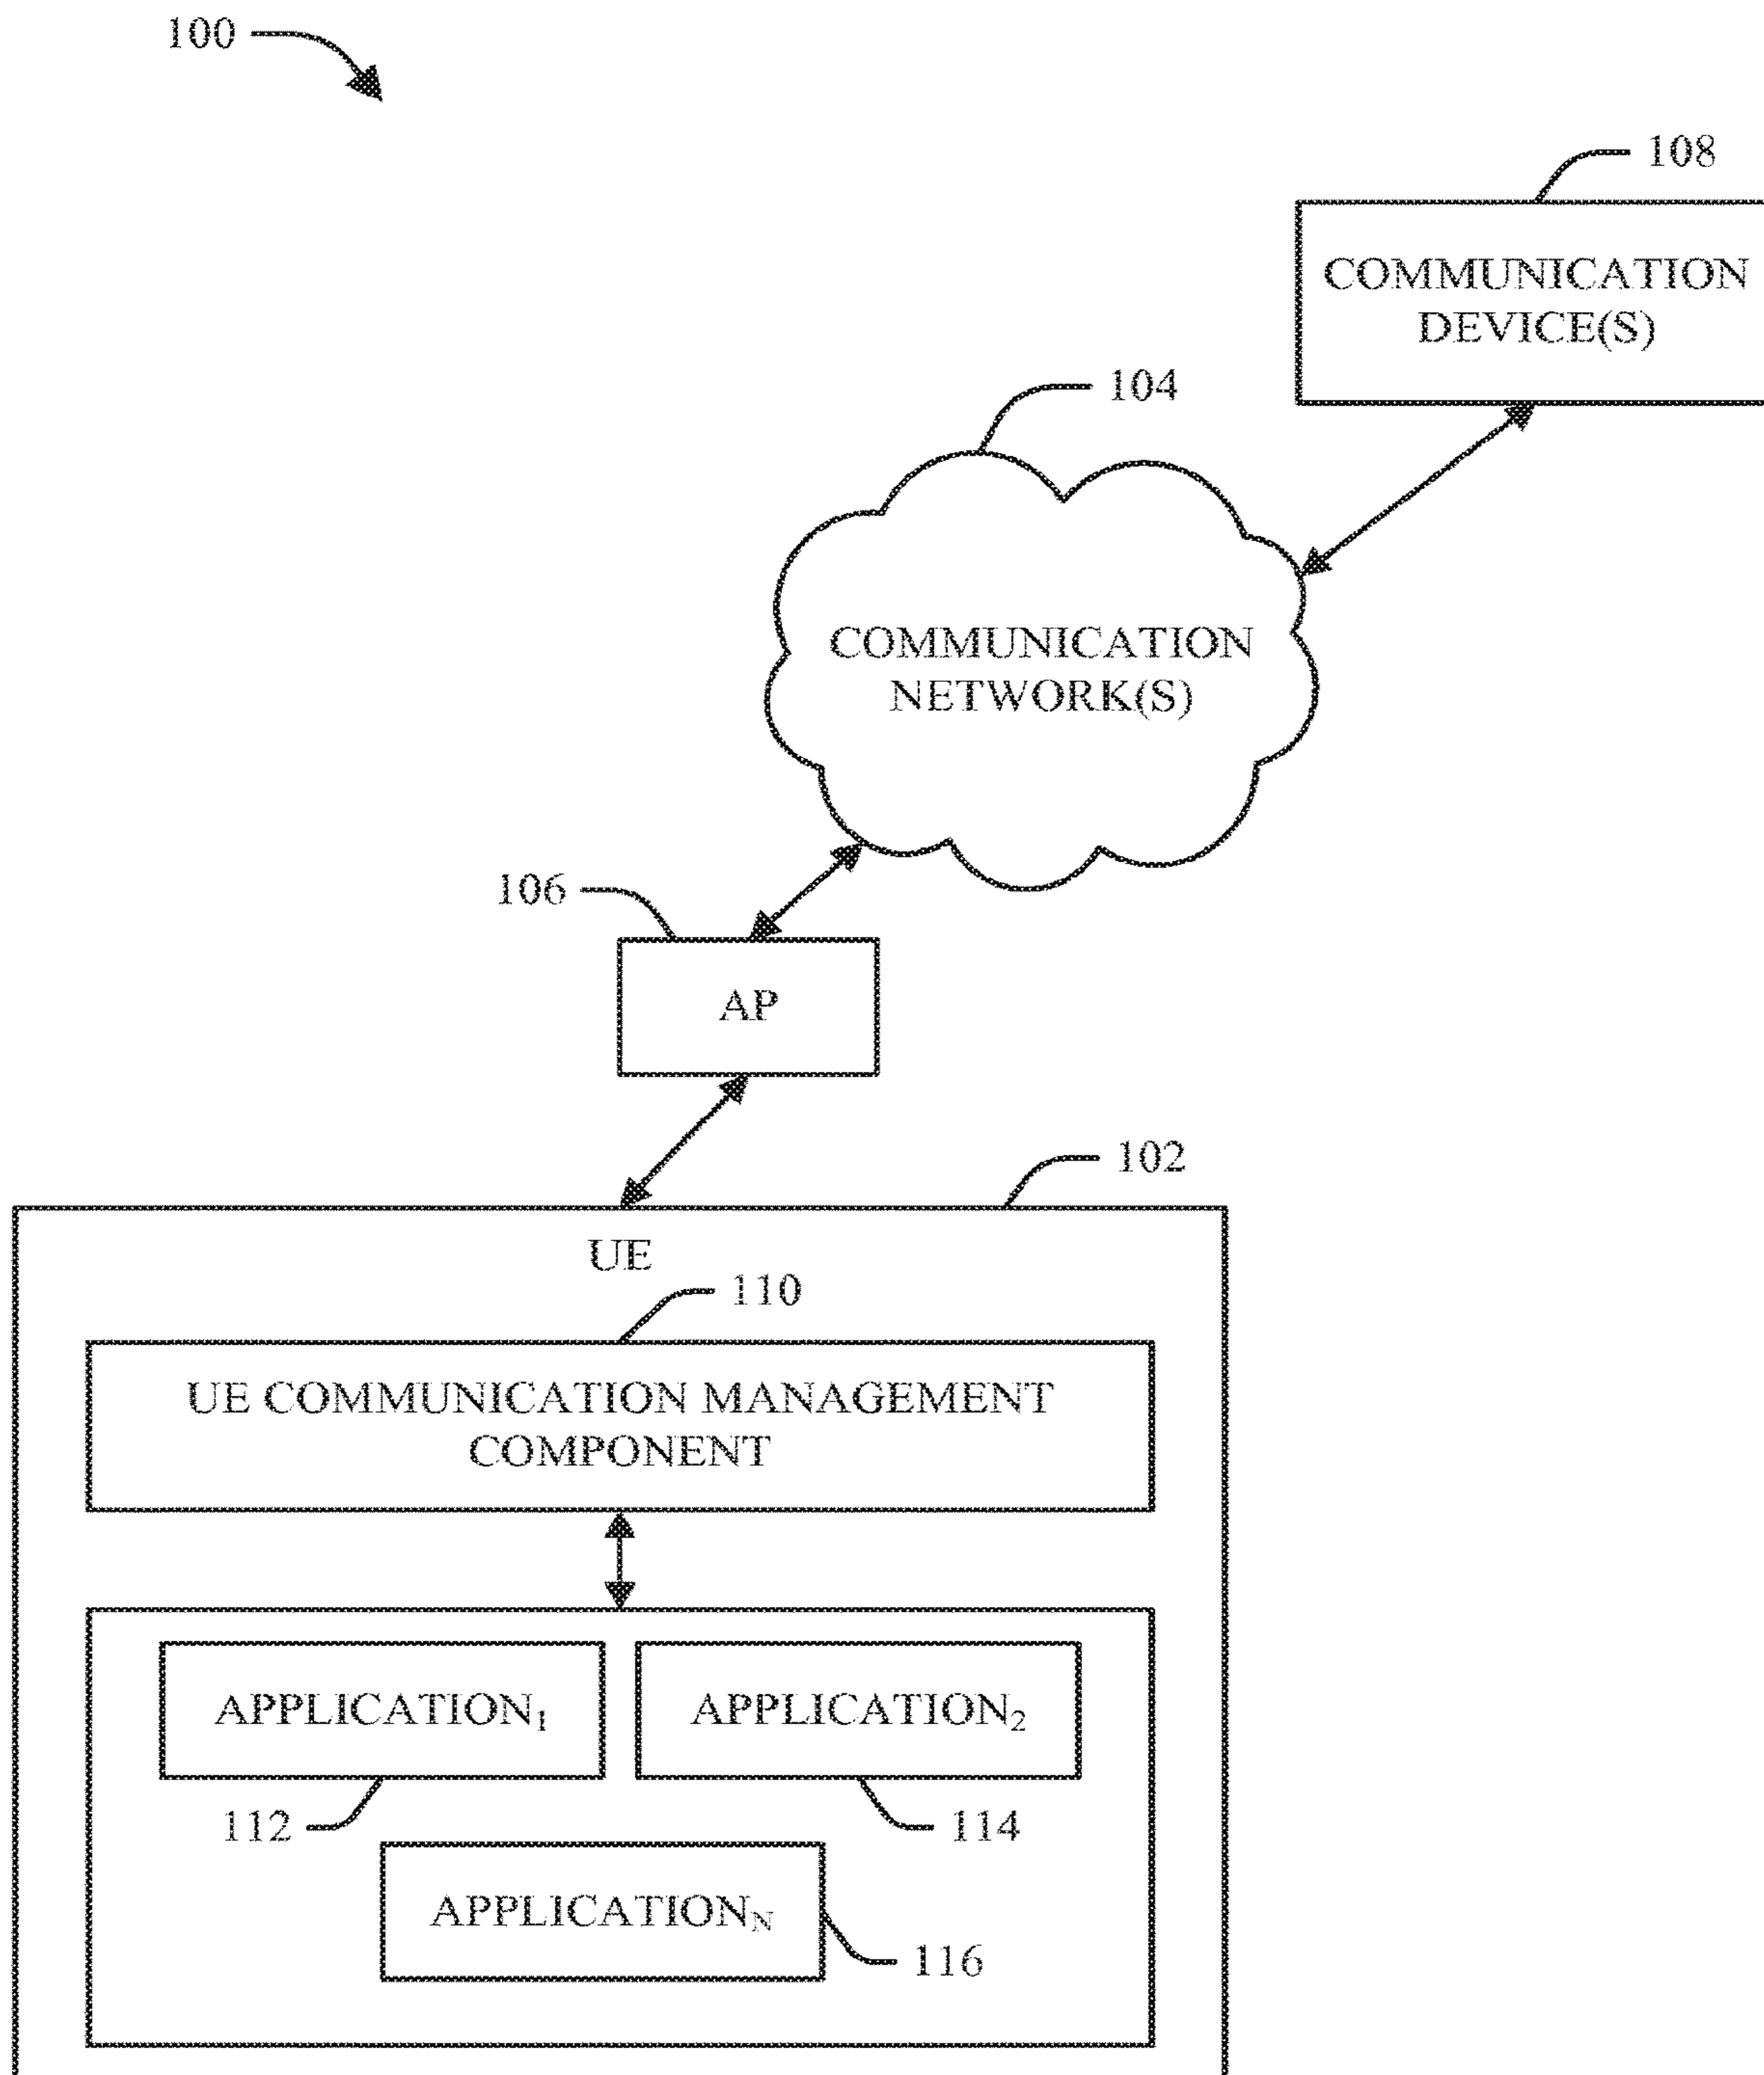 100
108
COMMUNICATION
DEVICE(S)
104
COMMUNICATION
NETWORK(S)
106
AP
102
UE
110
UE COMMUNICATION MANAGEMENT
COMPONENT
APPLICATION₁
APPLICATION₂
112
114
APPLICATIONN
116